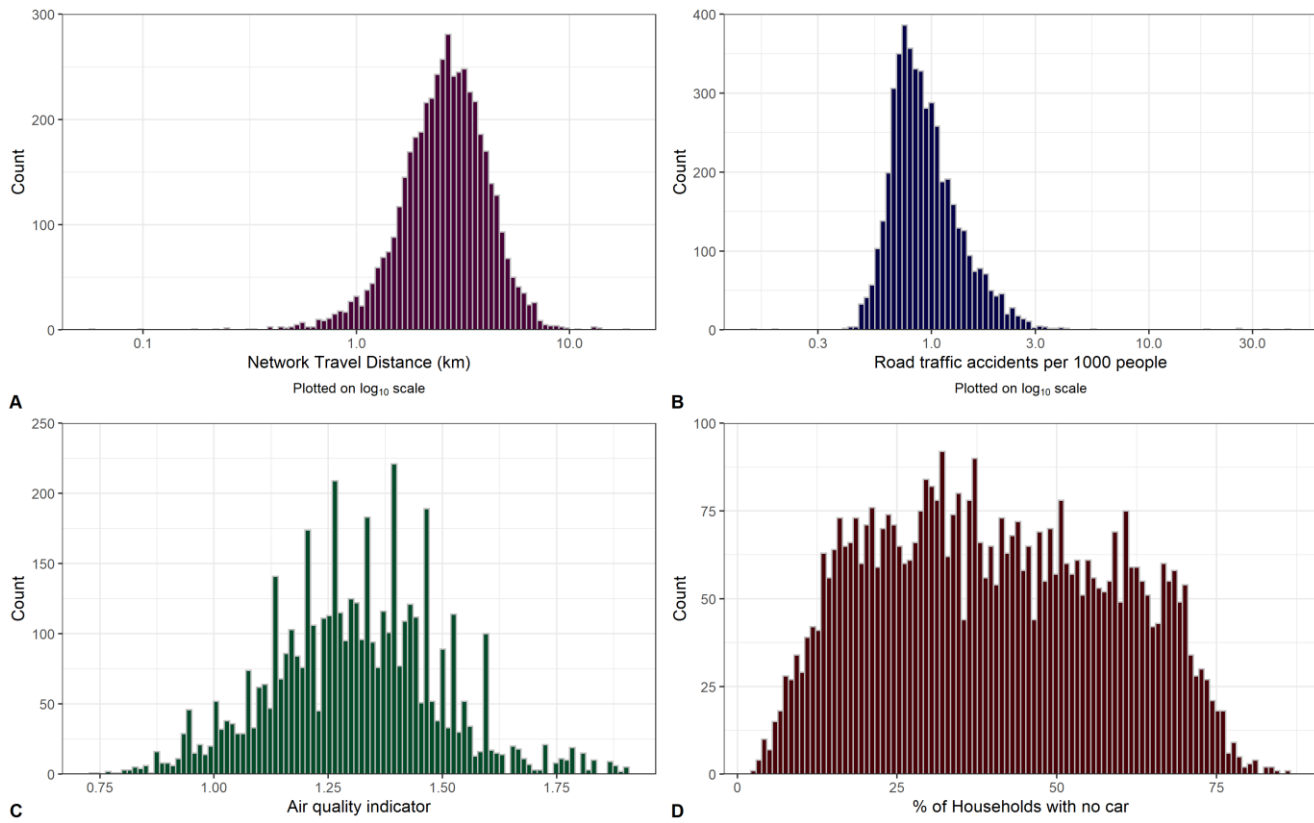 300
200
100
0
Count
0.1 1.0 10.0
Network Travel Distance (km)
Plotted on log₁₀ scale
A
400
300
200
100
0
Count
0.3 1.0 3.0 10.0 30.0
Road traffic accidents per 1000 people
Plotted on log₁₀ scale
B
250
200
150
100
50
0
Count
0.75 1.00 1.25 1.50 1.75
Air quality indicator
C
100
75
50
25
0
Count
0 25 50 75
% of Households with no car
D